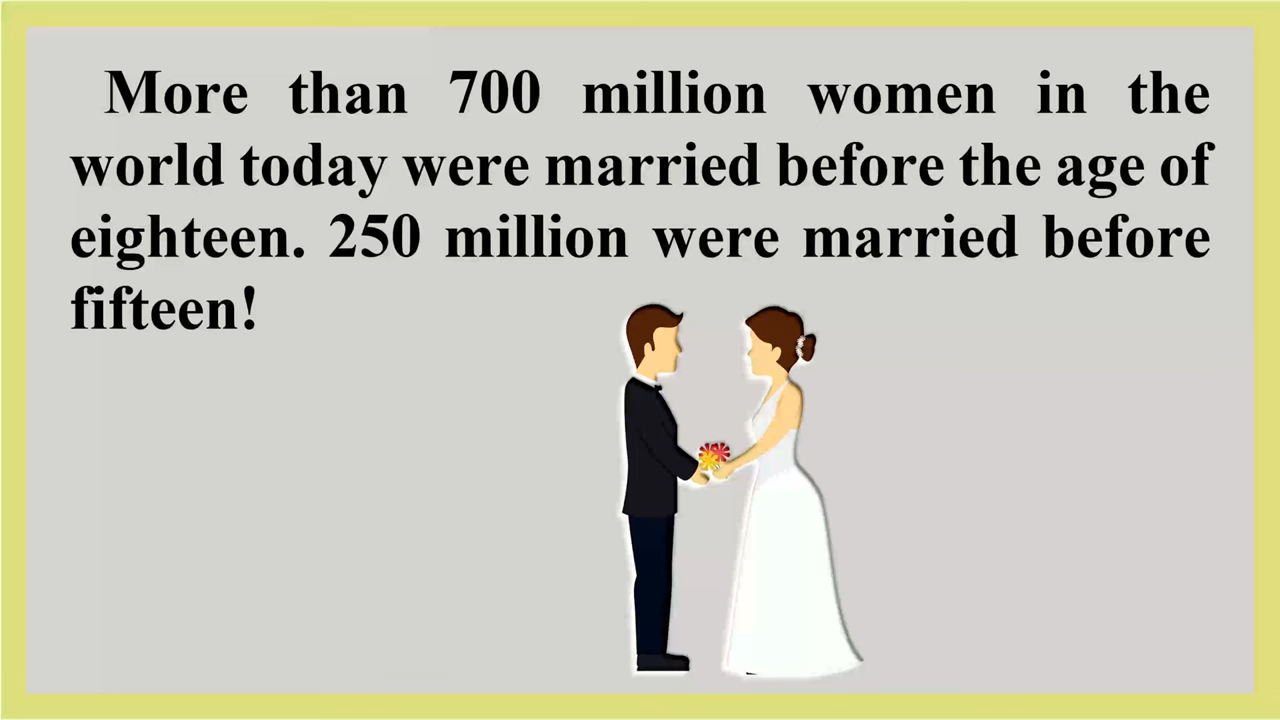 More than 700 million women in the
world today were married before the age of
eighteen. 250 million were married before
fifteen!